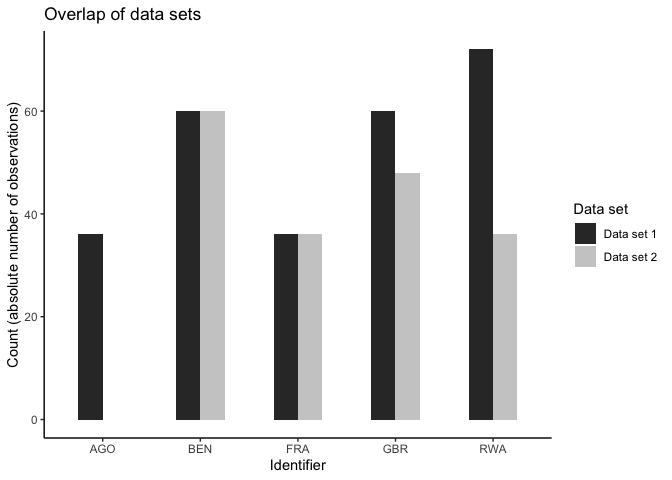 Overlap of data sets
Count (absolute number of observations)
60
40
20
0
AGO BEN FRA GBR RWA
Identifier
Data set
Data set 1
Data set 2